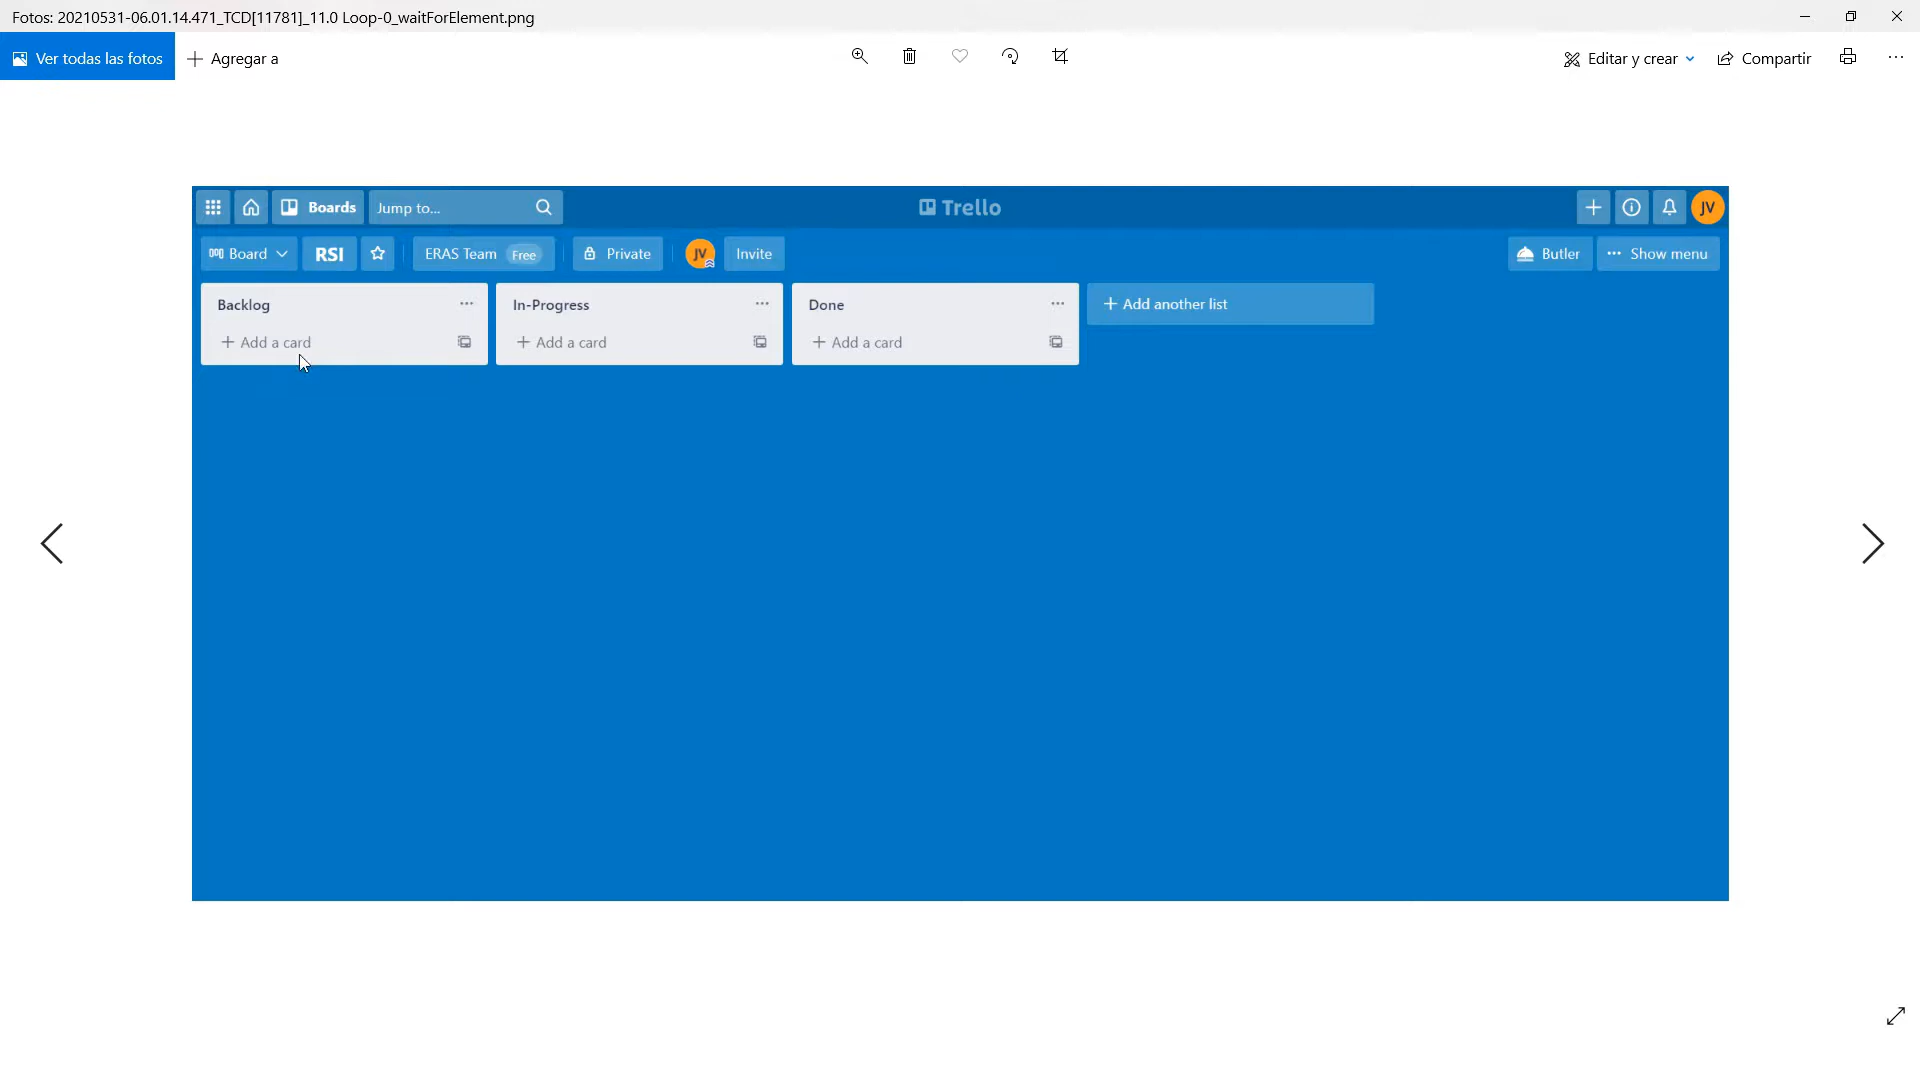 Fotos: 20210531-06.01.14.471_TCD[11781]_11.0 Loop-0_waitForElement.png
Ver todas las fotos
Agregar a
Editar y crear
Compartir
Boards
Jump to...
Trello
JV
Board
RSI
ERAS Team Free
Private
JV
Invite
Butler
Show menu
Backlog
In-Progress
Done
Add another list
Add a card
Add a card
Add a card